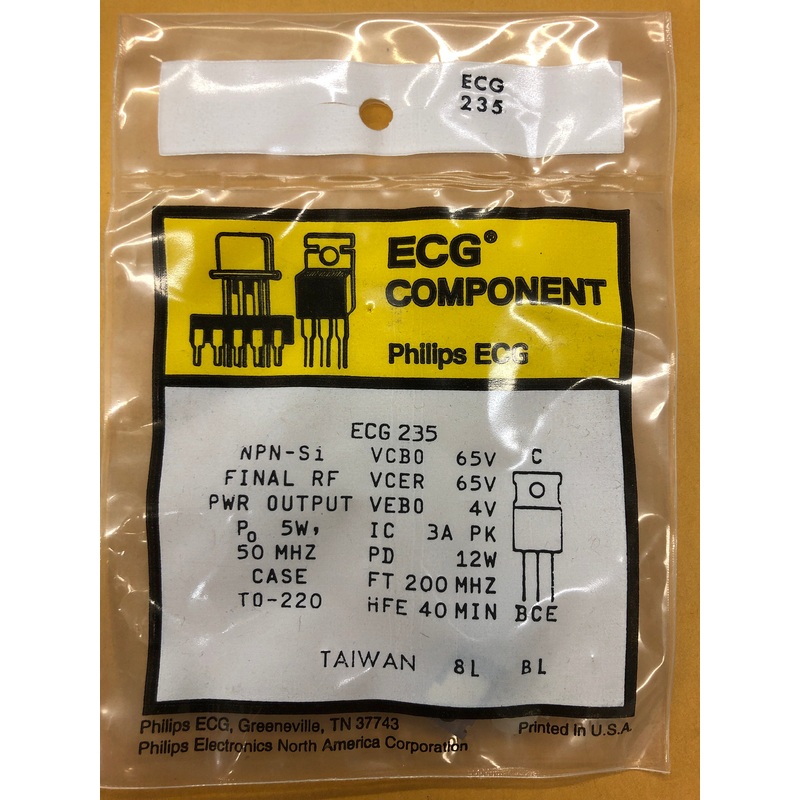 ECG
235
ECG®
COMPONENT
Philips ECG
ECG 235
NPN-Si VCBO 65V C
FINAL RF VCER 65V
PWR OUTPUT VEBO 4V
Po 5W, IC 3A PK
50 MHZ PD 12W
CASE FT 200 MHZ
TO-220 HFE 40 MIN BCE
TAIWAN 8L BL
Philips ECG, Greeneville, TN 37743
Philips Electronics North America Corporation
Printed in U.S.A.